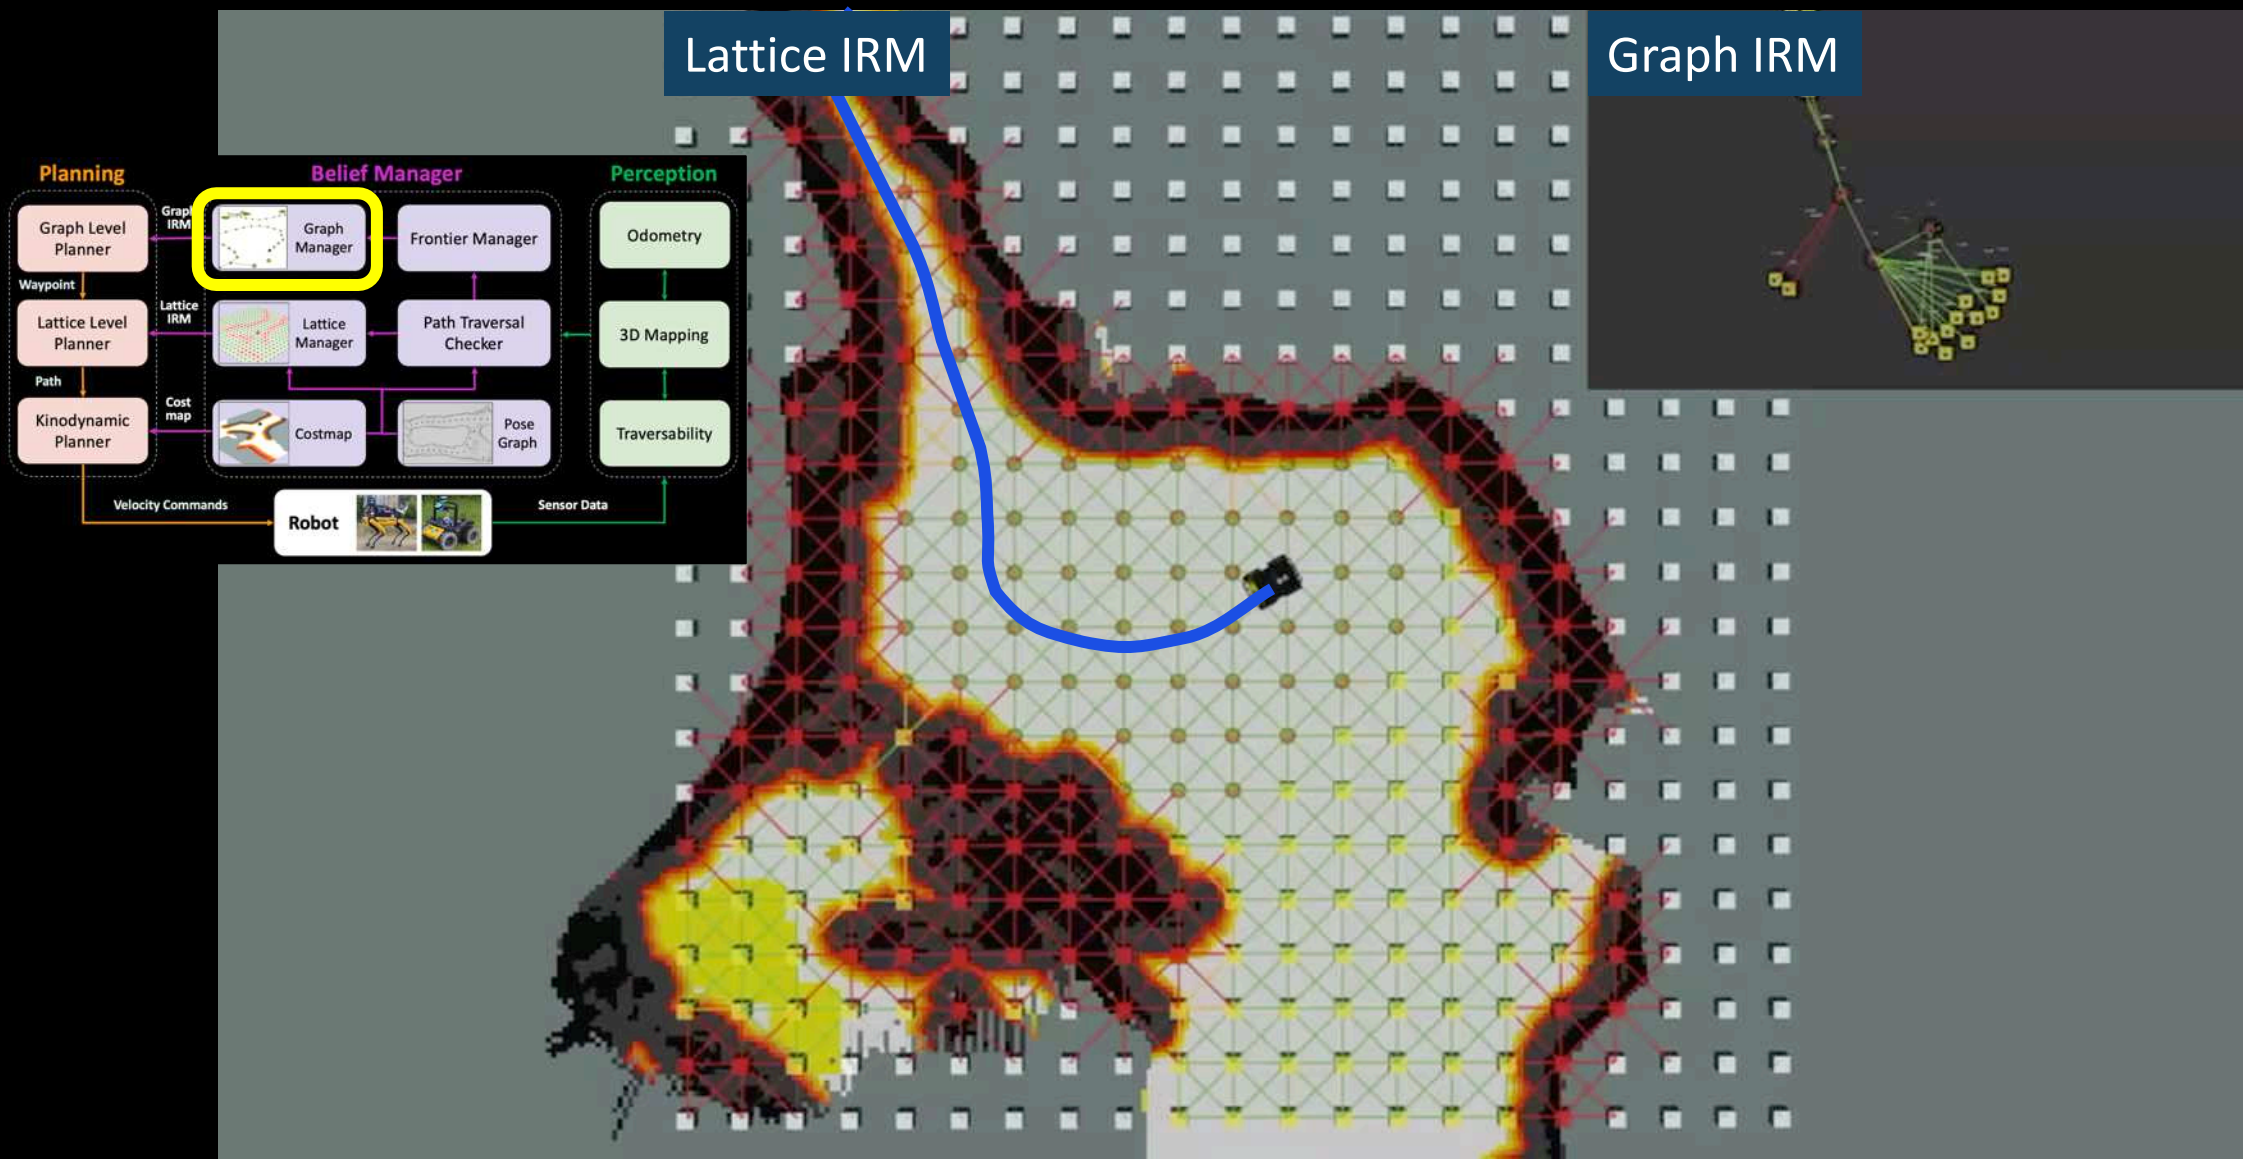 Lattice IRM
Graph IRM
Planning
Belief Manager
Perception
Graph Level
Planner
Graph
IRM
Graph
Manager
Frontier Manager
Odometry
Waypoint
Lattice Level
Planner
Lattice
IRM
Lattice
Manager
Path Traversal
Checker
3D Mapping
Path
Kinodynamic
Planner
Cost
map
Costmap
Pose
Graph
Traversability
Velocity Commands
Robot
Sensor Data